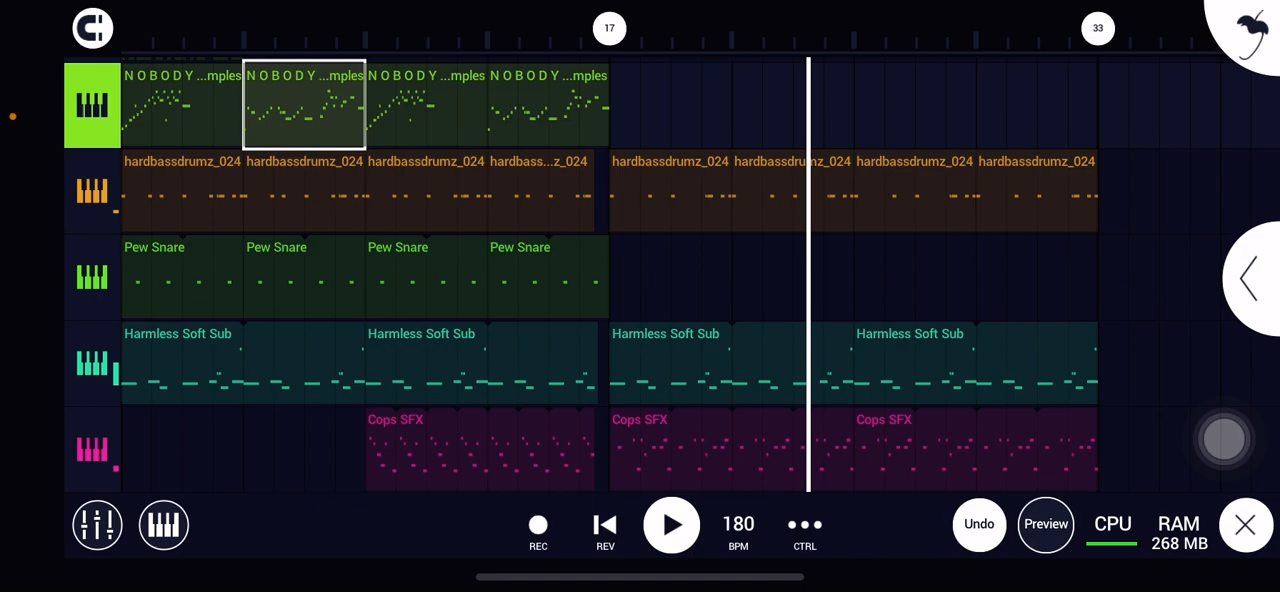 17
33
N O B O D Y ...mples
N O B O D Y ...mples
N O B O D Y ...mples
N O B O D Y ...mples
hardbassdrumz_024
hardbassdrumz_024
hardbassdrumz_024
hardbass...z_024
hardbassdrumz_024
hardbassdrumz_024
hardbassdrumz_024
hardbassdrumz_024
Pew Snare
Pew Snare
Pew Snare
Pew Snare
Harmless Soft Sub
Harmless Soft Sub
Harmless Soft Sub
Harmless Soft Sub
Cops SFX
Cops SFX
Cops SFX
REC
REV
180
BPM
CTRL
Undo
Preview
CPU
RAM
268 MB